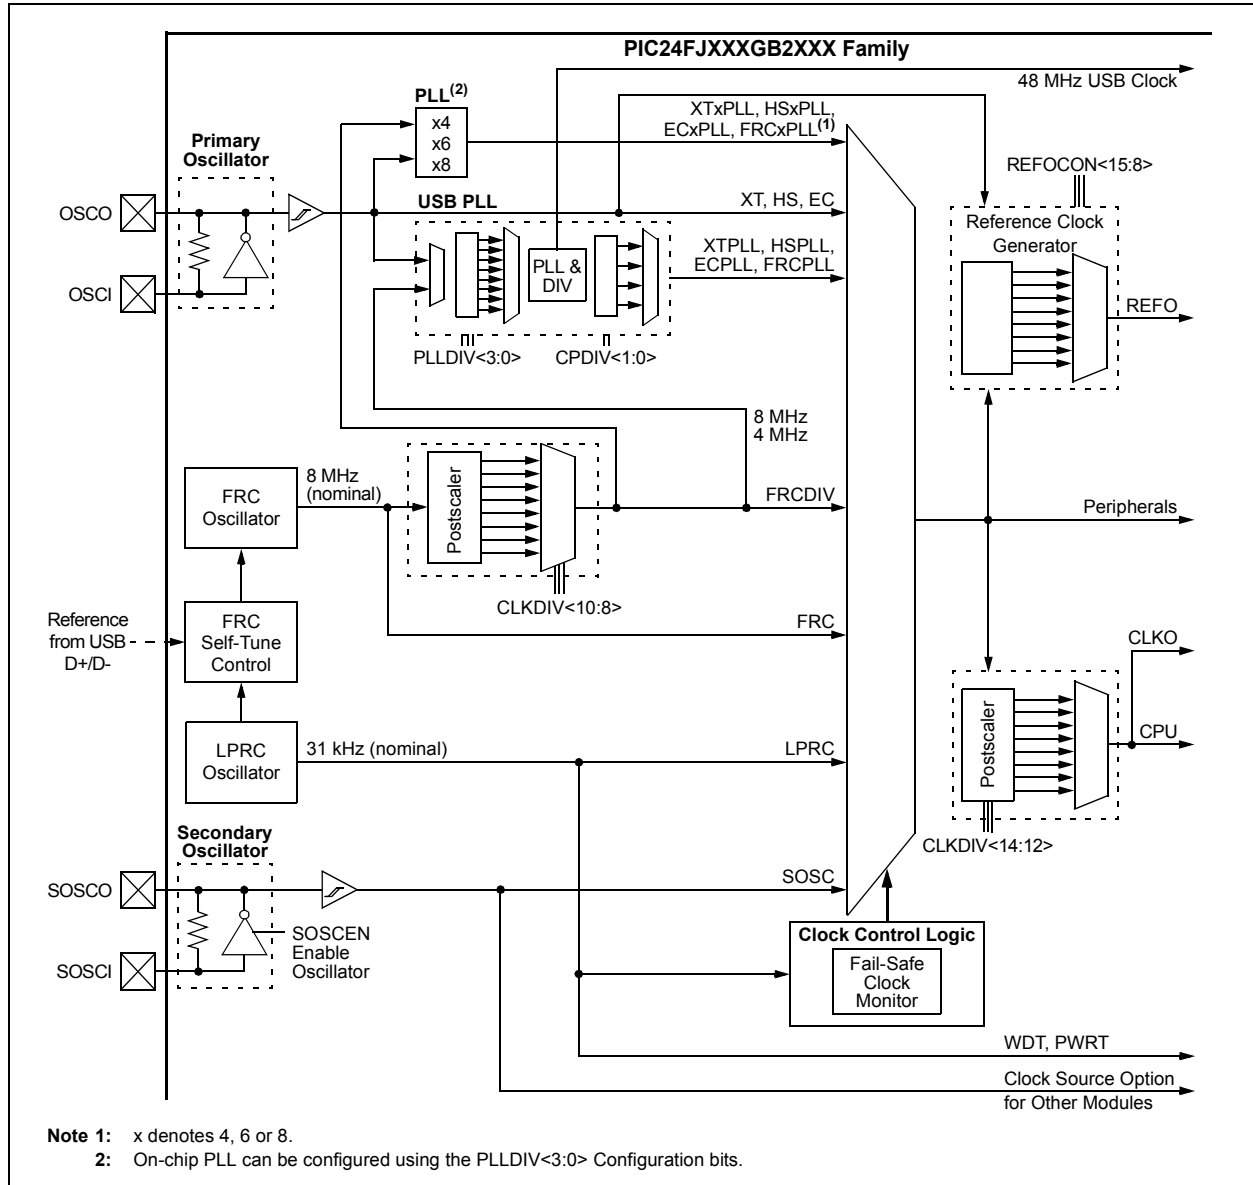 PIC24FJXXXGB2XXX Family
48 MHz USB Clock
PLL(2)
x4
x6
x8
XTxPLL, HSxPLL,
ECxPLL, FRCxPLL(1)
Primary
Oscillator
REFOCON<15:8>
OSCO
USB PLL
XT, HS, EC
Reference Clock
Generator
XTPLL, HSPLL,
ECPLL, FRCPLL
PLL &
DIV
OSCI
REFO
PLLDIV<3:0>
CPDIV<1:0>
8 MHz
4 MHz
8 MHz
(nominal)
FRC
Oscillator
Postscaler
FRCDIV
Peripherals
CLKDIV<10:8>
Reference
from USB
D+/D-
FRC
Self-Tune
Control
FRC
CLKO
LPRC
Oscillator
31 kHz (nominal)
LPRC
Postscaler
CPU
CLKDIV<14:12>
Secondary
Oscillator
SOSCO
SOSC
SOSCEN
Enable
Oscillator
SOSCI
Clock Control Logic
Fail-Safe
Clock
Monitor
WDT, PWRT
Clock Source Option
for Other Modules
Note 1: x denotes 4, 6 or 8.
2: On-chip PLL can be configured using the PLLDIV<3:0> Configuration bits.